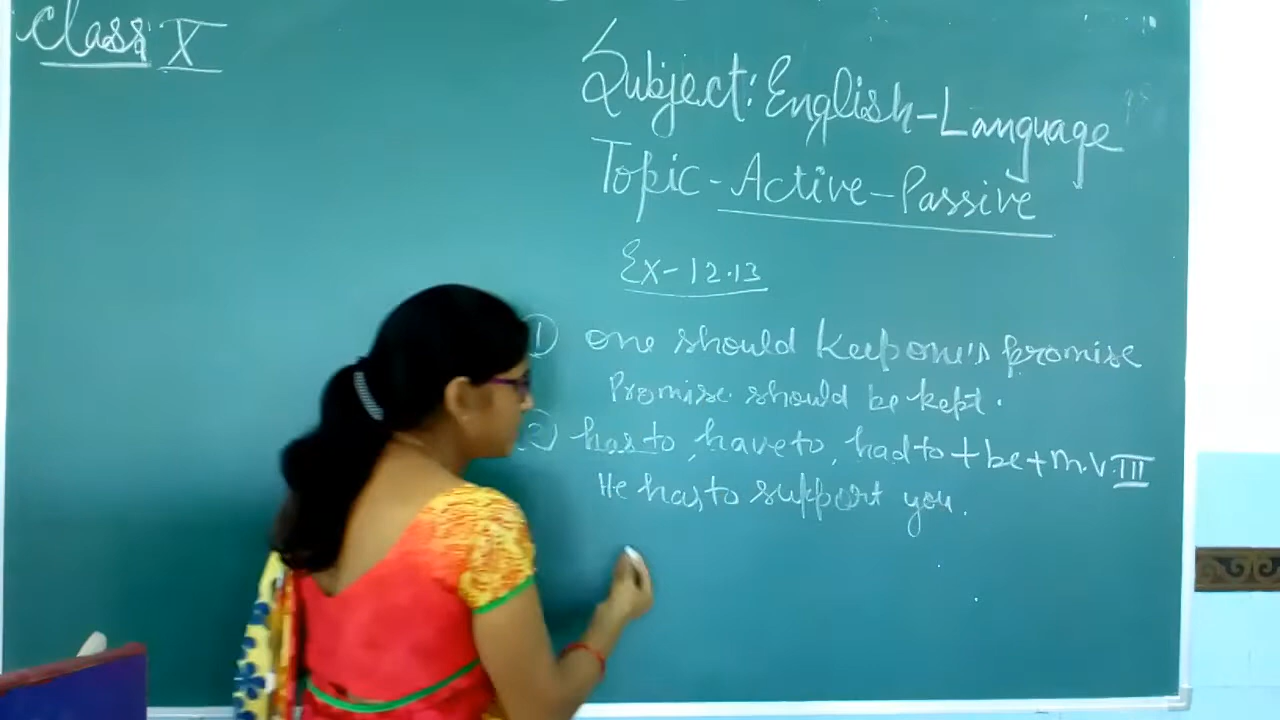 Class X
Subject: English-Language
Topic - Active-Passive
Ex-12.13
① one should keep one's promise
Promise should be kept.
② has to, have to, had to + be + m.v.III
He has to support you.